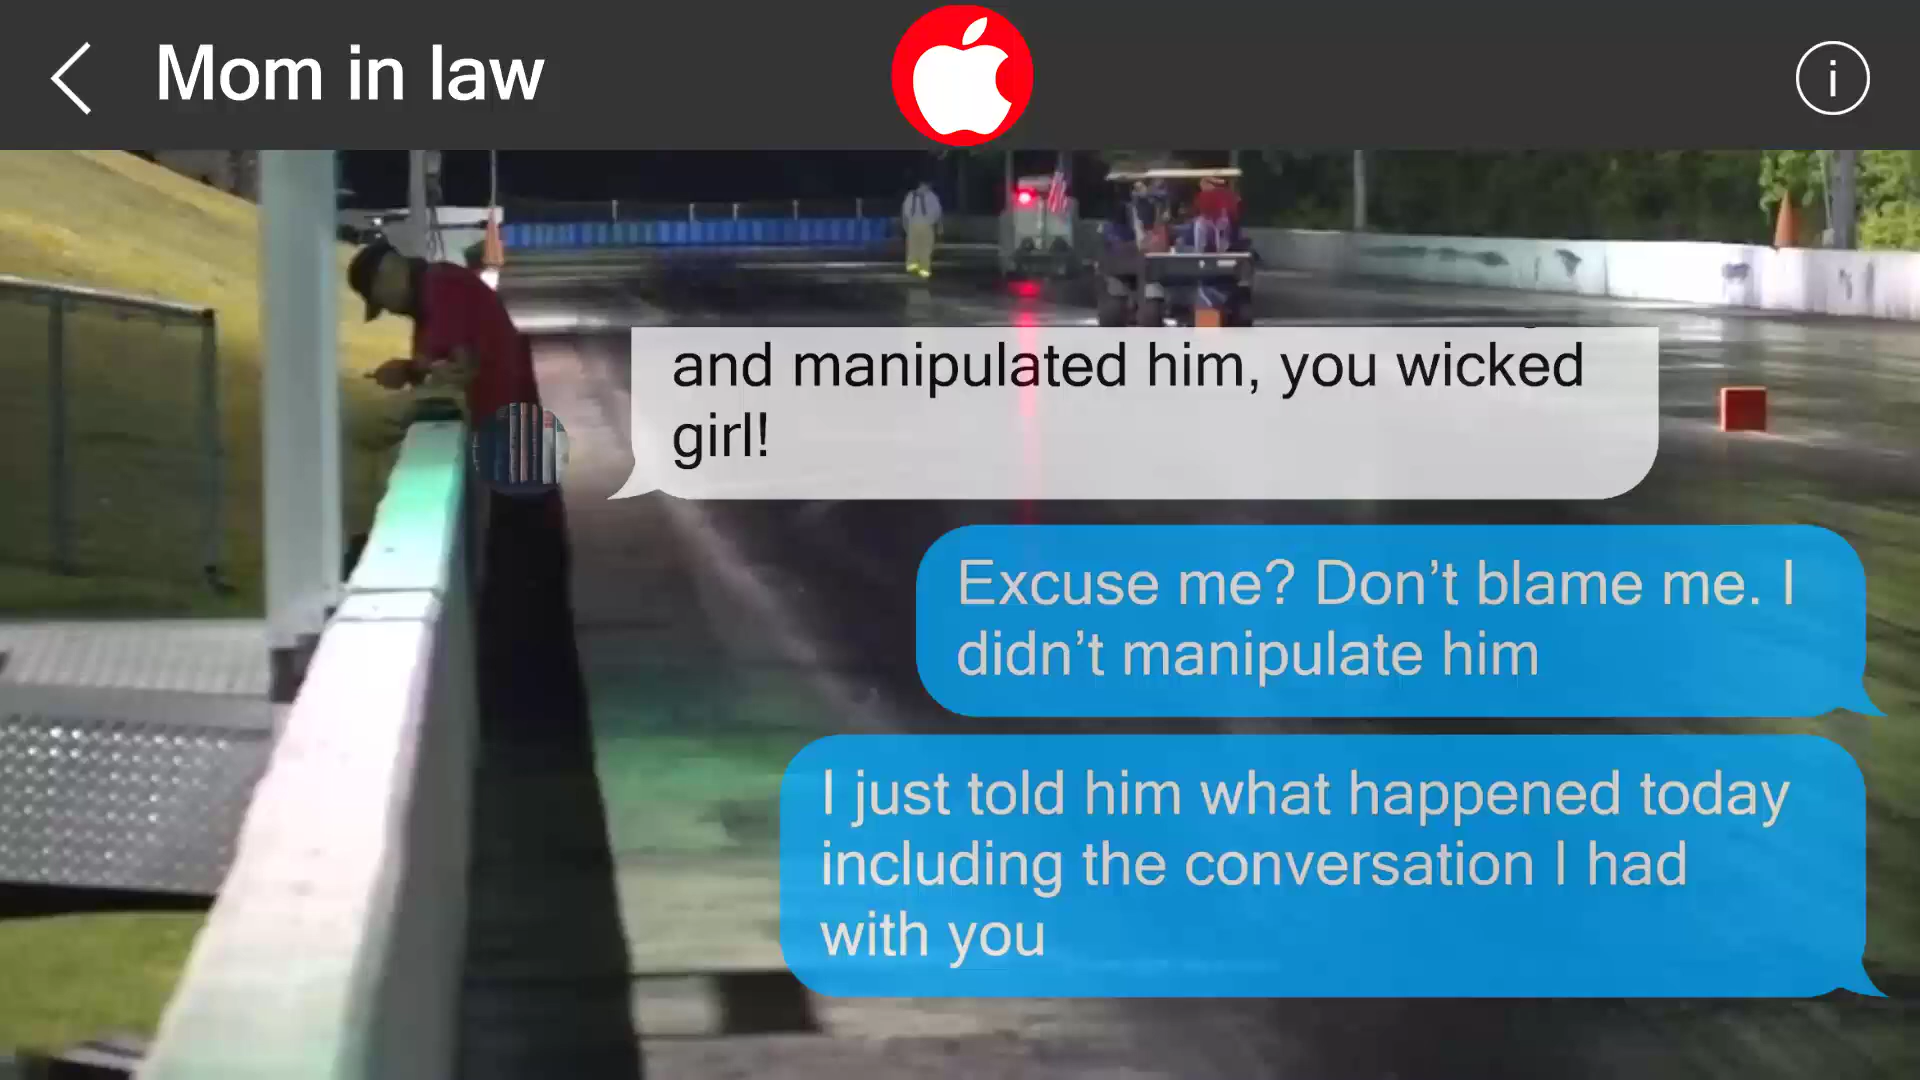 Mom in law
and manipulated him, you wicked
girl!
Excuse me? Don’t blame me. I
didn’t manipulate him
I just told him what happened today
including the conversation I had
with you